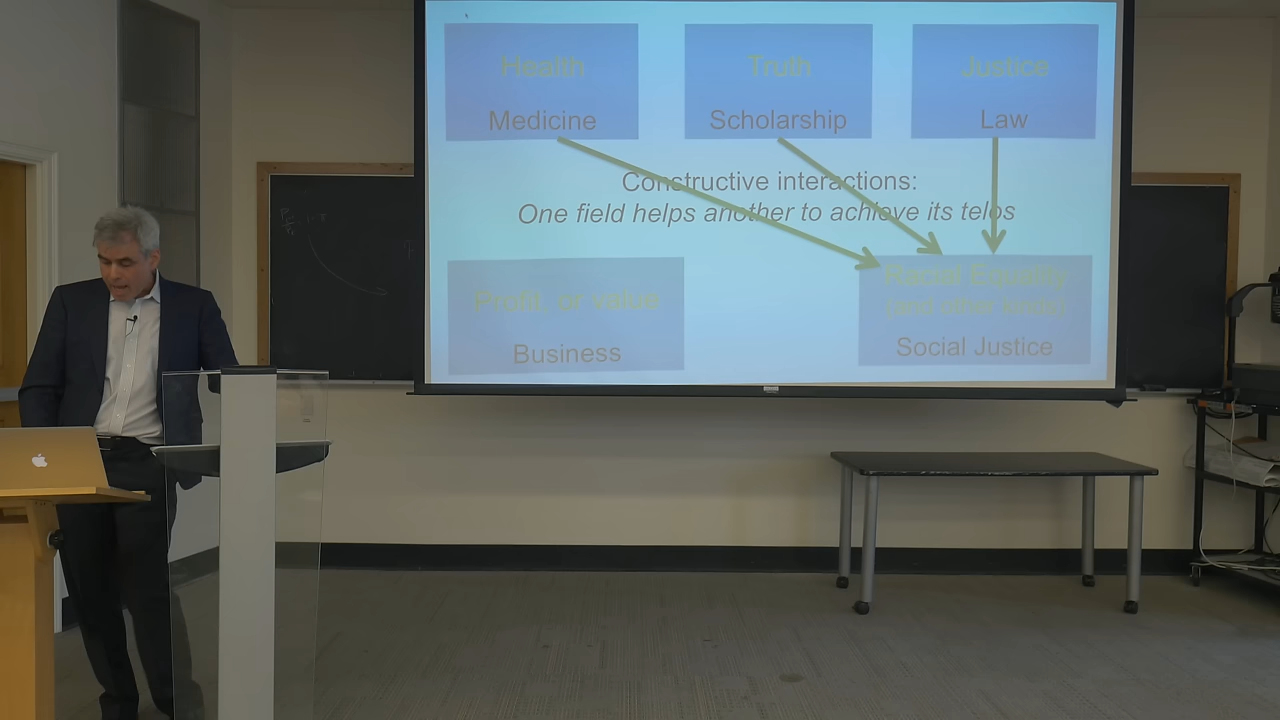 Health
Medicine
Truth
Scholarship
Justice
Law
Constructive interactions:
One field helps another to achieve its telos
Profit, or value
Business
Racial Equality
(and other kinds)
Social Justice